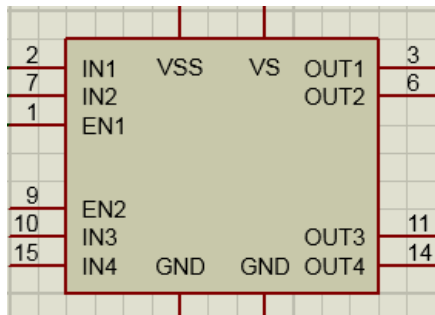 2 IN1 VSS VS OUT1 3
7 IN2 OUT2 6
1 EN1
9 EN2
10 IN3 OUT3 11
15 IN4 GND GND OUT4 14